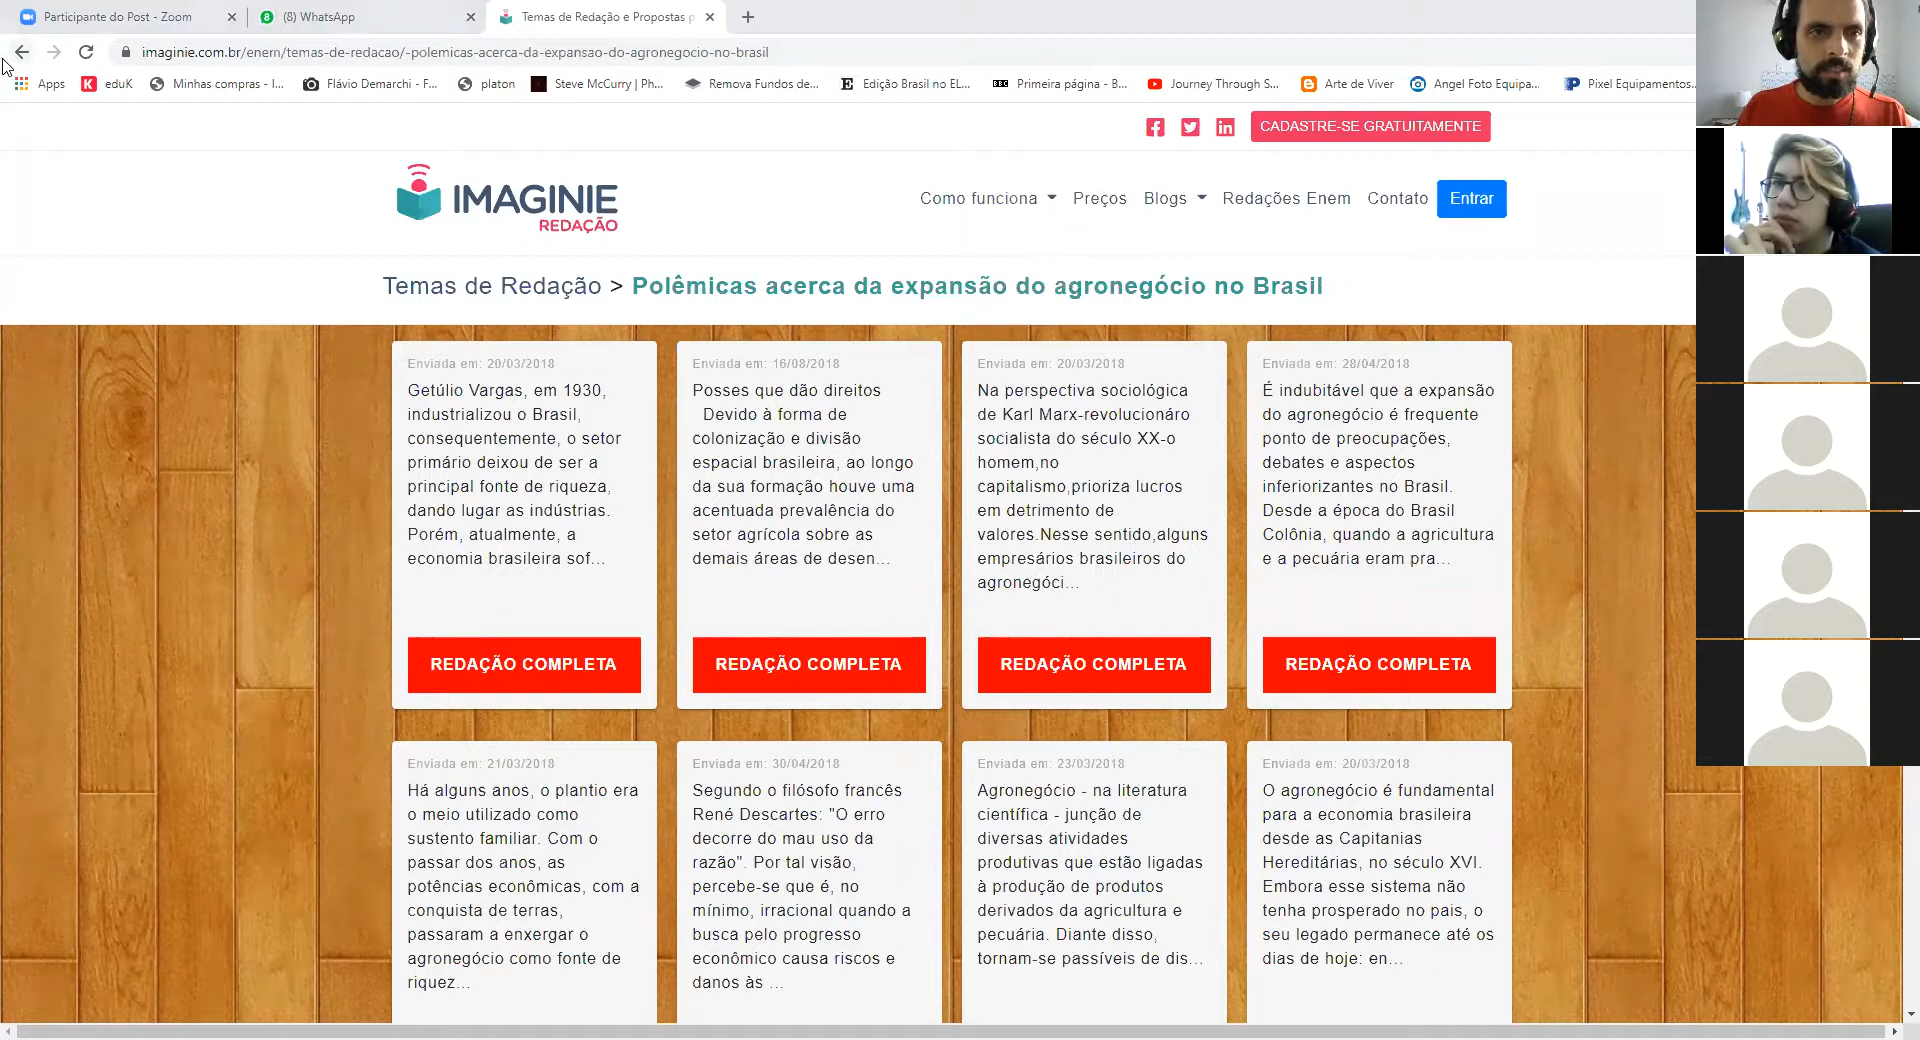 Participante do Post - Zoom
(8) WhatsApp
Temas de Redação e Propostas p
imaginie.com.br/enem/temas-de-redacao/-polemicas-acerca-da-expansao-do-agronegocio-no-brasil
Apps
eduK
Minhas compras - I...
Flávio Demarchi - F...
platon
Steve McCurry | Ph...
Remova Fundos de...
Edição Brasil no EL...
BBC
Primeira página - B...
Journey Through S...
Arte de Viver
Angel Foto Equipa...
Pixel Equipamentos...
CADASTRE-SE GRATUITAMENTE
IMAGINIE
REDAÇÃO
Como funciona
Preços
Blogs
Redações Enem
Contato
Entrar
Temas de Redação > Polêmicas acerca da expansão do agronegócio no Brasil
Enviada em: 20/03/2018
Getúlio Vargas, em 1930,
industrializou o Brasil,
consequentemente, o setor
primário deixou de ser a
principal fonte de riqueza,
dando lugar as indústrias.
Porém, atualmente, a
economia brasileira sof...
REDAÇÃO COMPLETA
Enviada em: 16/08/2018
Posses que dão direitos
Devido à forma de
colonização e divisão
espacial brasileira, ao longo
da sua formação houve uma
acentuada prevalência do
setor agrícola sobre as
demais áreas de desen...
REDAÇÃO COMPLETA
Enviada em: 20/03/2018
Na perspectiva sociológica
de Karl Marx-revolucionáro
socialista do século XX-o
homem,no
capitalismo,prioriza lucros
em detrimento de
valores.Nesse sentido,alguns
empresários brasileiros do
agronegóci...
REDAÇÃO COMPLETA
Enviada em: 28/04/2018
É indubitável que a expansão
do agronegócio é frequente
ponto de preocupações,
debates e aspectos
inferiorizantes no Brasil.
Desde a época do Brasil
Colônia, quando a agricultura
e a pecuária eram pra...
REDAÇÃO COMPLETA
Enviada em: 21/03/2018
Há alguns anos, o plantio era
o meio utilizado como
sustento familiar. Com o
passar dos anos, as
potências econômicas, com a
conquista de terras,
passaram a enxergar o
agronegócio como fonte de
riquez...
Enviada em: 30/04/2018
Segundo o filósofo francês
René Descartes: "O erro
decorre do mau uso da
razão". Por tal visão,
percebe-se que é, no
mínimo, irracional quando a
busca pelo progresso
econômico causa riscos e
danos às ...
Enviada em: 23/03/2018
Agronegócio - na literatura
científica - junção de
diversas atividades
produtivas que estão ligadas
à produção de produtos
derivados da agricultura e
pecuária. Diante disso,
tornam-se passíveis de dis...
Enviada em: 20/03/2018
O agronegócio é fundamental
para a economia brasileira
desde as Capitanias
Hereditárias, no século XVI.
Embora esse sistema não
tenha prosperado no pais, o
seu legado permanece até os
dias de hoje: en...